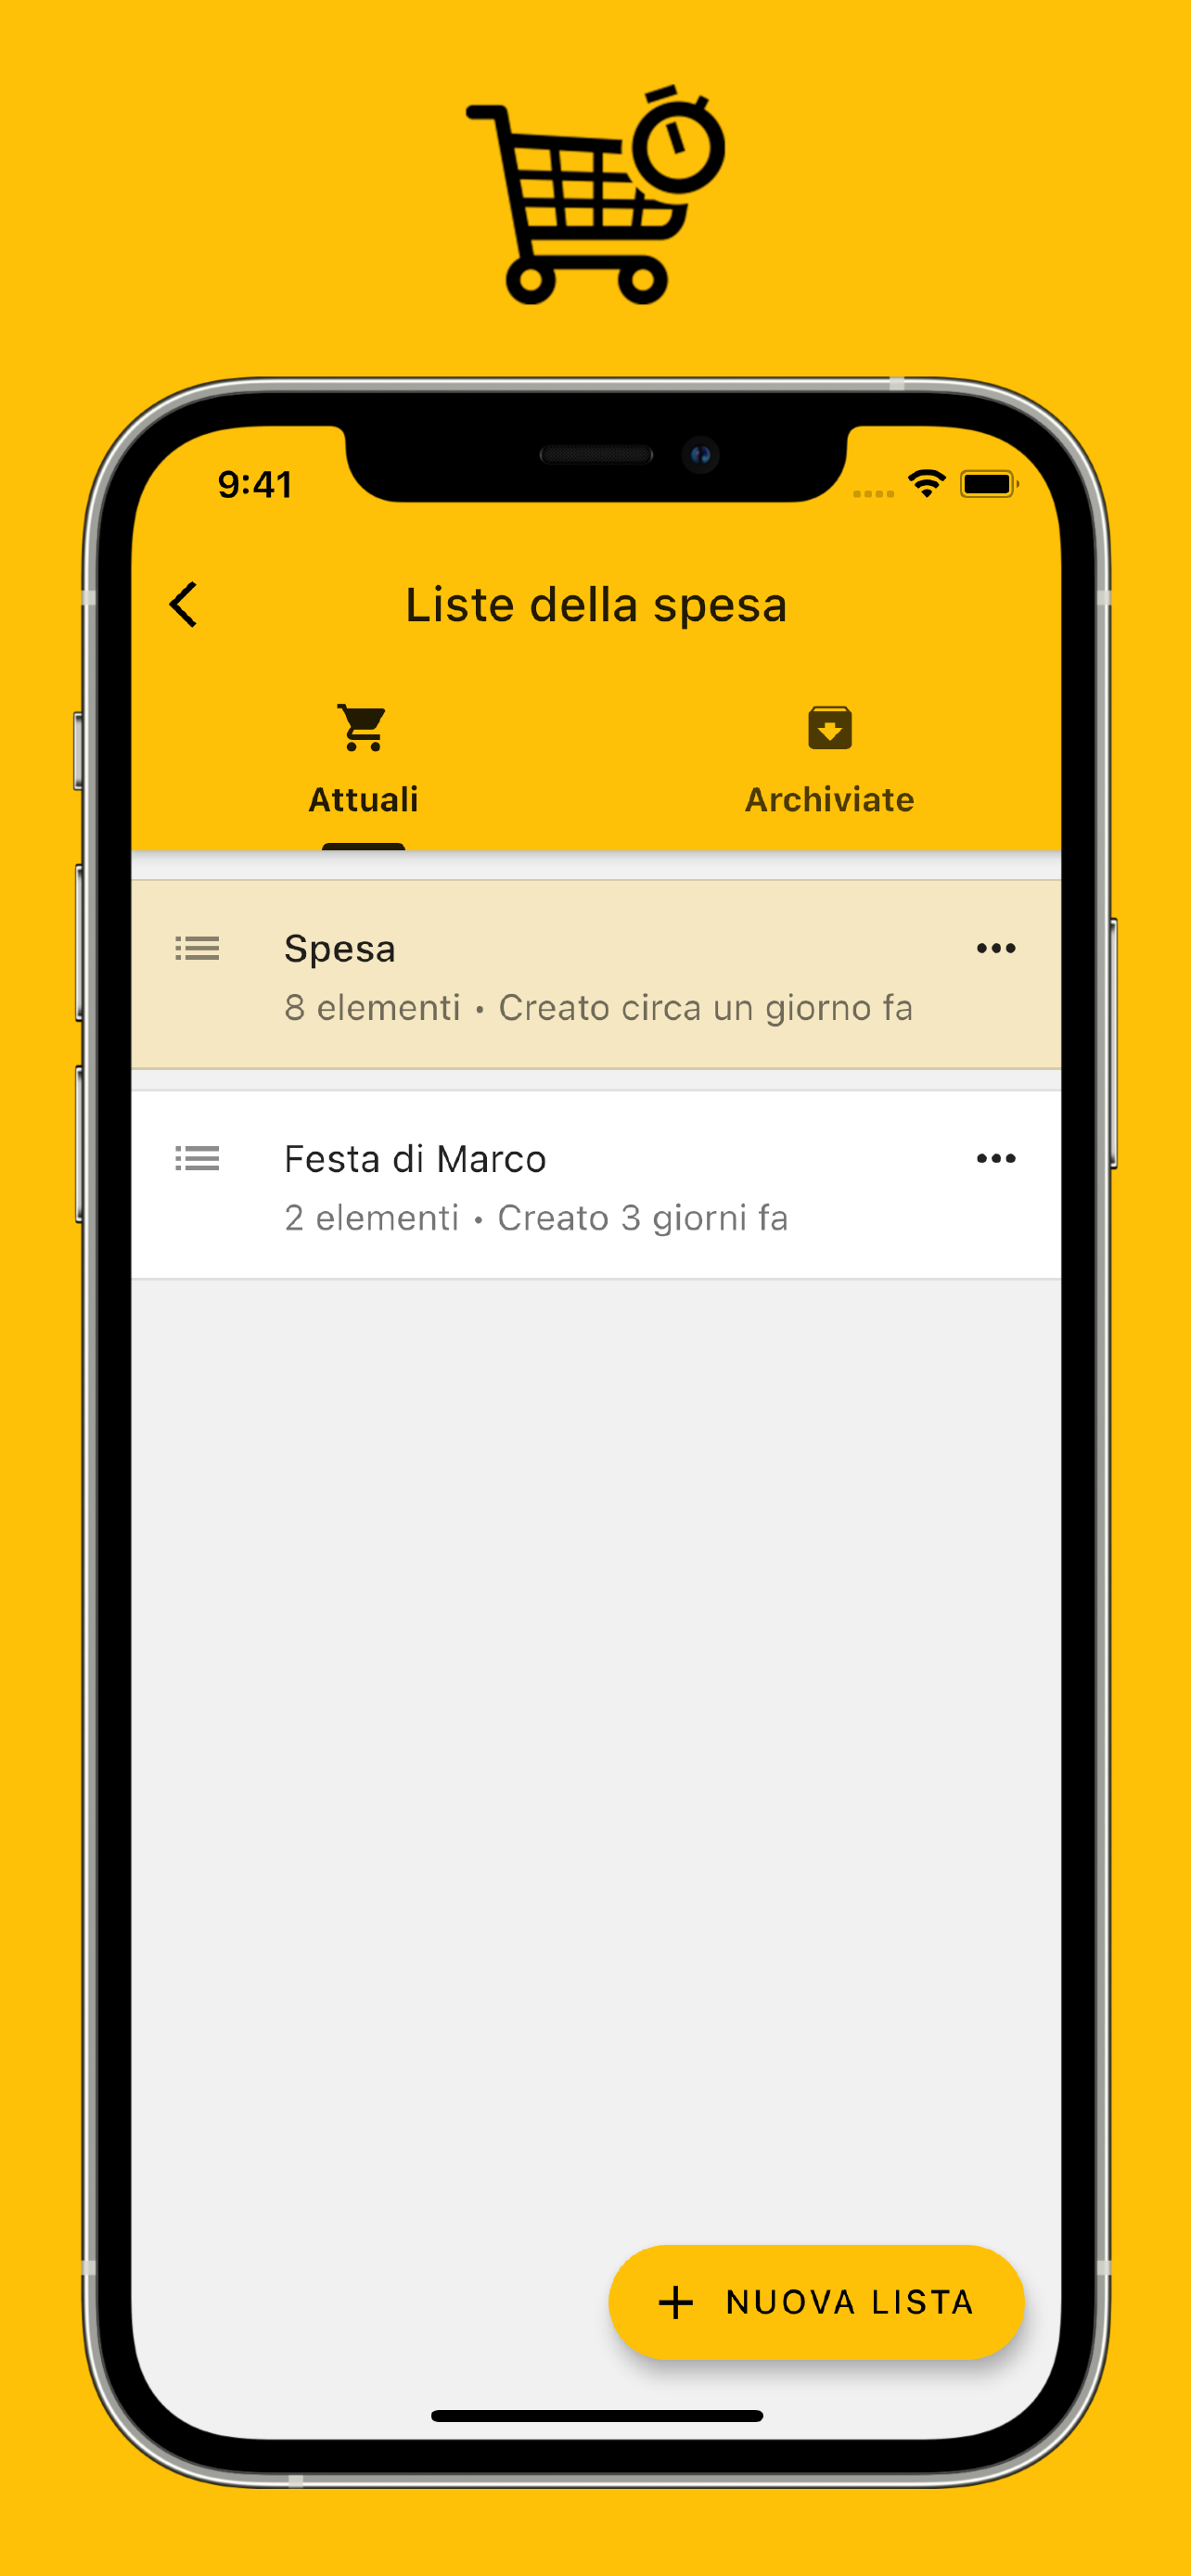 9:41
Liste della spesa
Attuali
Archiviate
Spesa
8 elementi • Creato circa un giorno fa
Festa di Marco
2 elementi • Creato 3 giorni fa
+ NUOVA LISTA